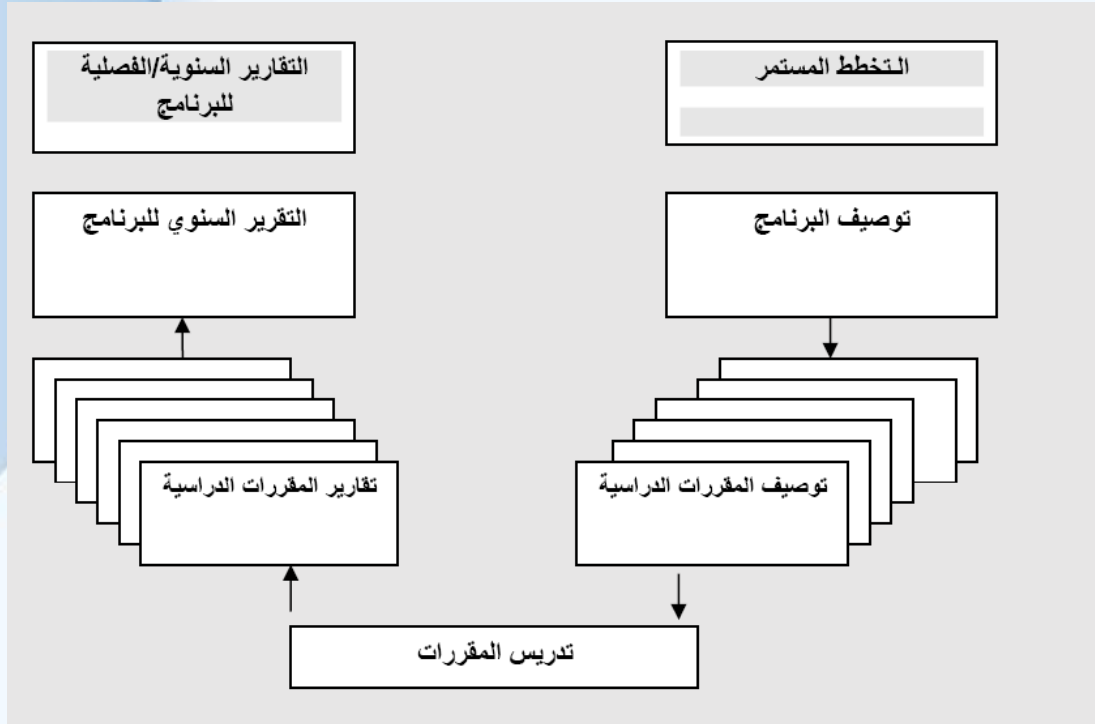 التخطط المستمر
التقارير السنوية/الفصلية
للبرنامج
توصيف البرنامج
التقرير السنوي للبرنامج
توصيف المقررات الدراسية
تقارير المقررات الدراسية
تدريس المقررات